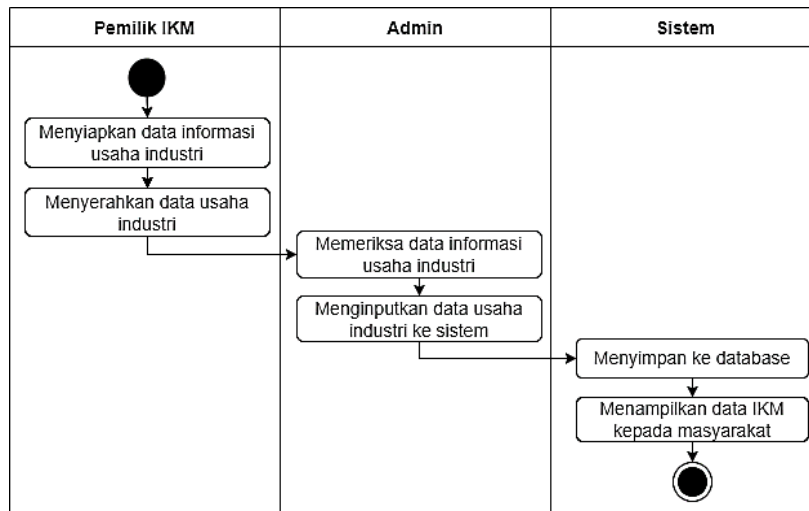 Pemilik IKM
Admin
Sistem
Menyiapkan data informasi
usaha industri
Menyerahkan data usaha
industri
Memeriksa data informasi
usaha industri
Menginputkan data usaha
industri ke sistem
Menyimpan ke database
Menampilkan data IKM
kepada masyarakat